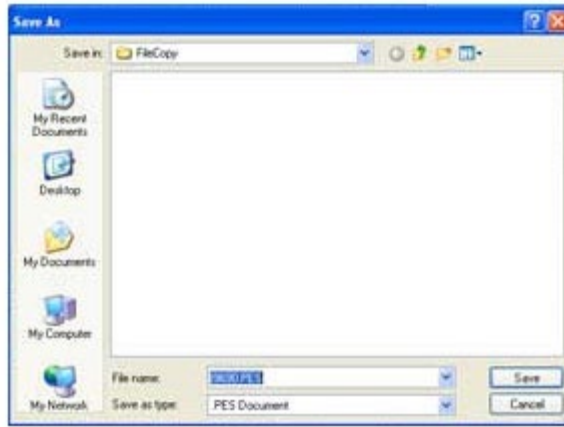 Save As
Save in:
FileCopy
My Recent
Documents
Desktop
My Documents
My Computer
My Network
File name:
Save
Save as type:
PES Document
Cancel